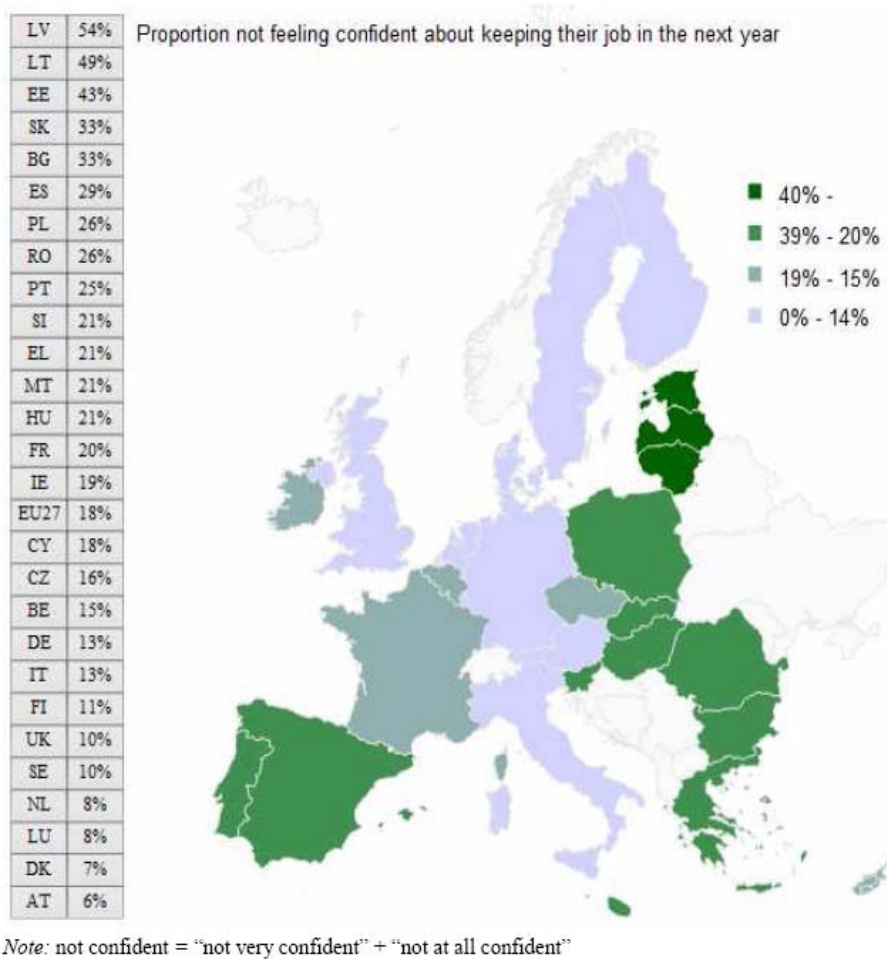 Proportion not feeling confident about keeping their job in the next year
LV 54%
LT 49%
EE 43%
SK 33%
BG 33%
ES 29%
PL 26%
RO 26%
PT 25%
SI 21%
EL 21%
MT 21%
HU 21%
FR 20%
IE 19%
EU27 18%
CY 18%
CZ 16%
BE 15%
DE 13%
IT 13%
FI 11%
UK 10%
SE 10%
NL 8%
LU 8%
DK 7%
AT 6%
40% -
39% - 20%
19% - 15%
0% - 14%
Note: not confident = “not very confident” + “not at all confident”